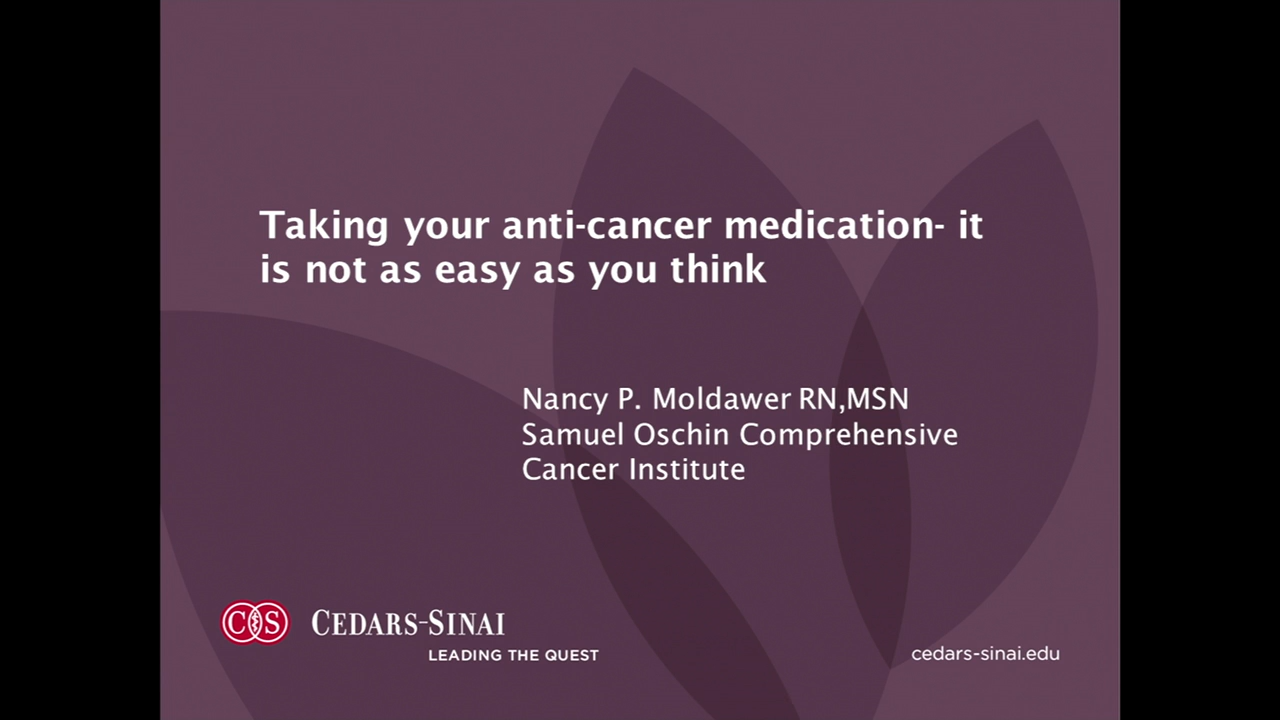 Taking your anti-cancer medication- it
is not as easy as you think
Nancy P. Moldawer RN,MSN
Samuel Oschin Comprehensive
Cancer Institute
CS CEDARS-SINAI
LEADING THE QUEST
cedars-sinai.edu